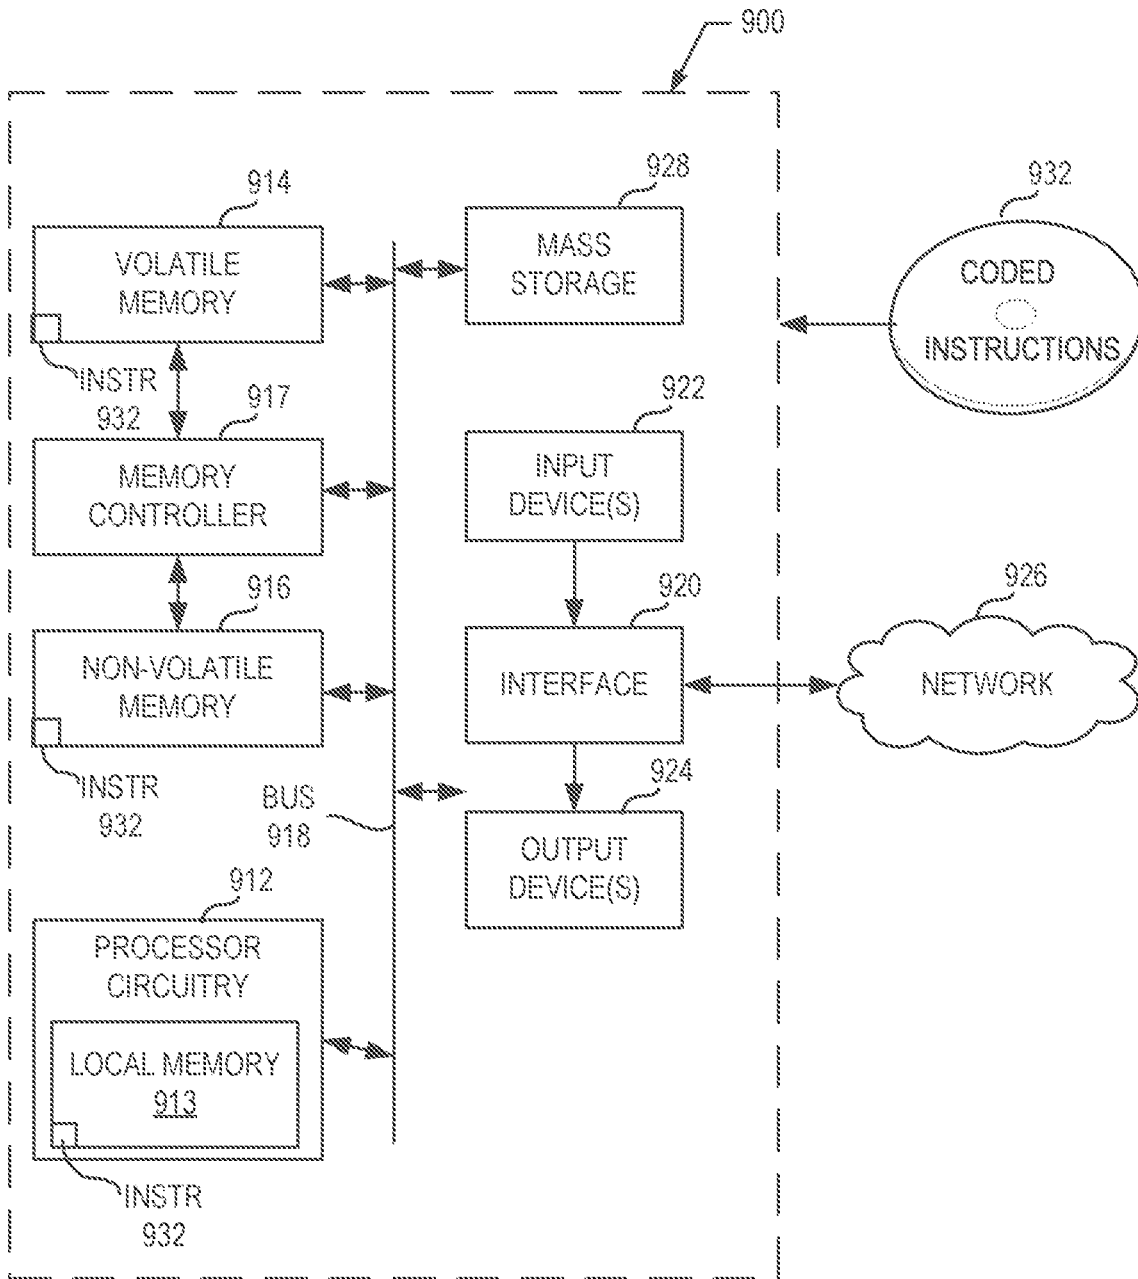 900
914
VOLATILE
MEMORY
INSTR
932
917
MEMORY
CONTROLLER
916
NON-VOLATILE
MEMORY
INSTR
932
BUS
918
912
PROCESSOR
CIRCUITRY
LOCAL MEMORY
913
INSTR
932
928
MASS
STORAGE
922
INPUT
DEVICE(S)
920
INTERFACE
924
OUTPUT
DEVICE(S)
932
CODED
INSTRUCTIONS
926
NETWORK